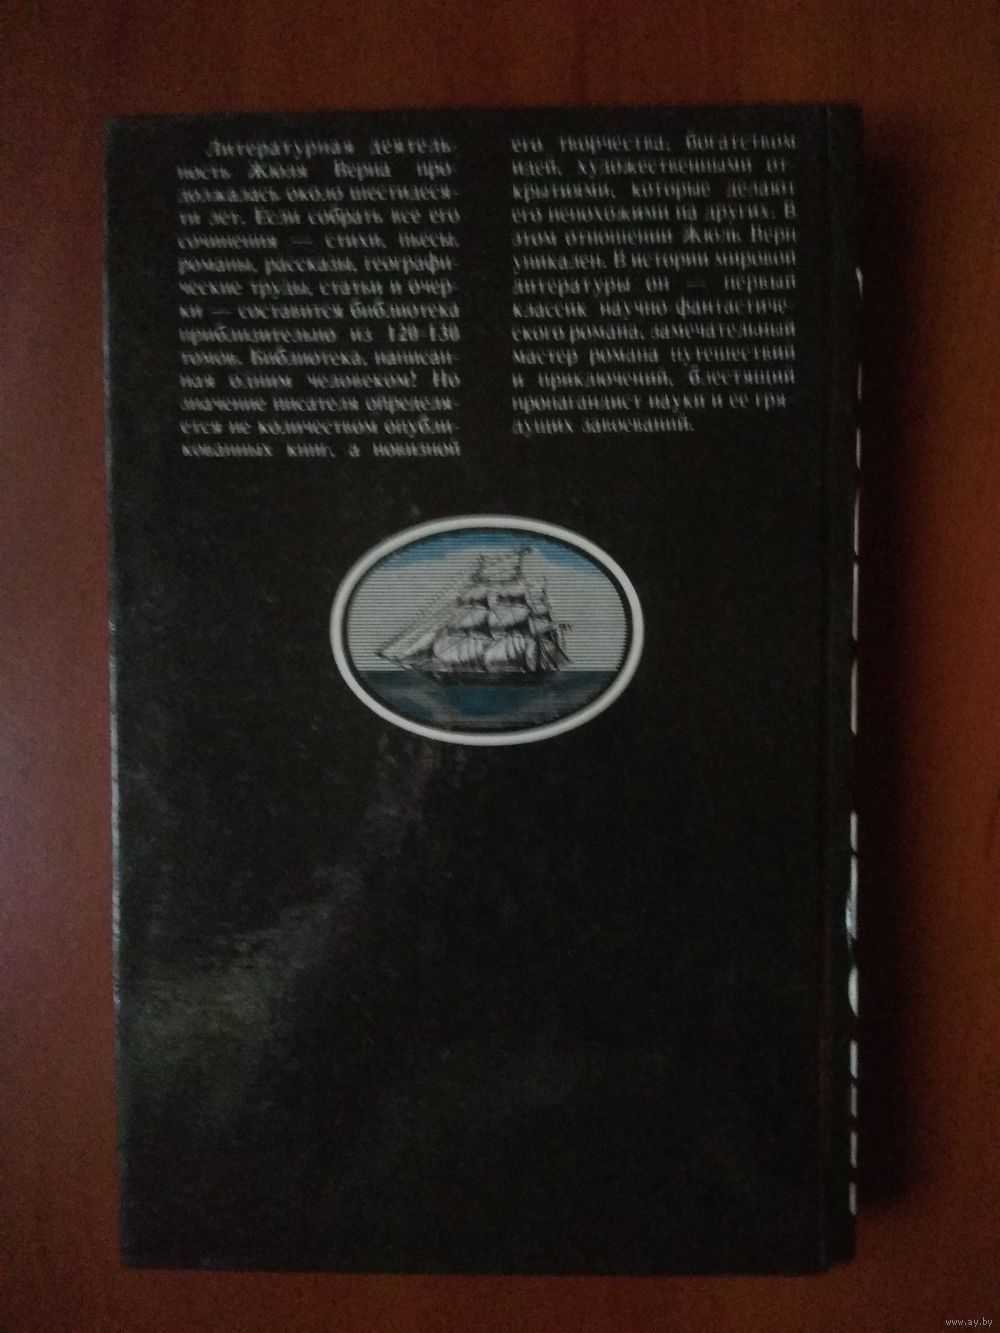 Литературная деятель-
ность Жюля Верна про-
должалась около шестидеся-
ти лет. Если собрать все его
сочинения — стихи, пьесы,
романы, рассказы, географи-
ческие труды, статьи и очер-
ки — составится библиотека
приблизительно из 120-130
томов. Библиотека, написан-
ная одним человеком! Но
значение писателя определя-
ется не количеством опубли-
кованных книг, а новизной
его творчества, богатством
идей, художественными от-
крытиями, которые делают
его непохожими на других. В
этом отношении Жюль Верн
уникален. В истории мировой
литературы он — первый
классик научно-фантастиче-
ского романа, замечательный
мастер романа путешествий
и приключений, блестящий
пропагандист науки и ее гря-
дущих завоеваний.
www.ay.by